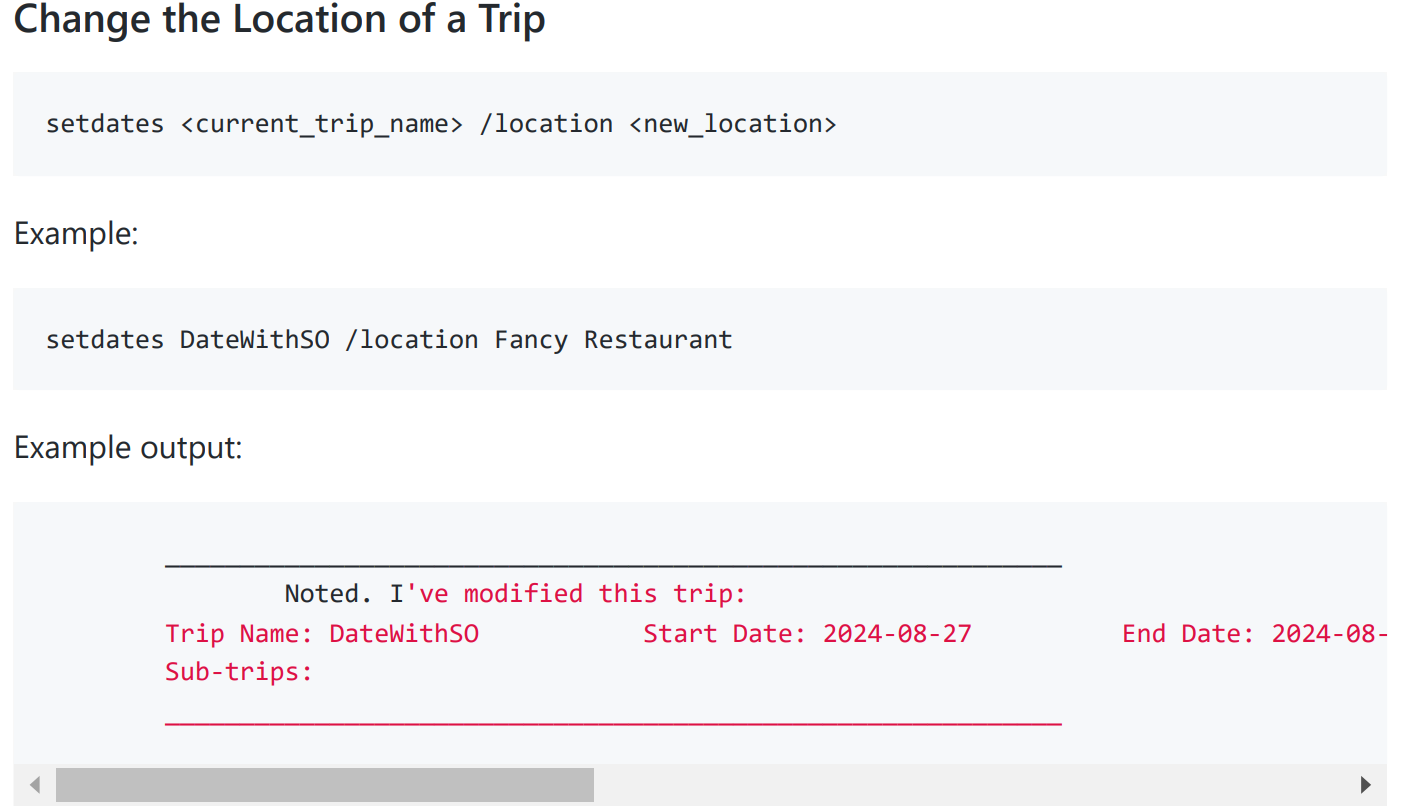 Change the Location of a Trip
setdates <current_trip_name> /location <new_location>
Example:
setdates DateWithSO /location Fancy Restaurant
Example output:
____________________________________________________________
Noted. I've modified this trip:
Trip Name: DateWithSO Start Date: 2024-08-27 End Date: 2024-08-
Sub-trips:
____________________________________________________________